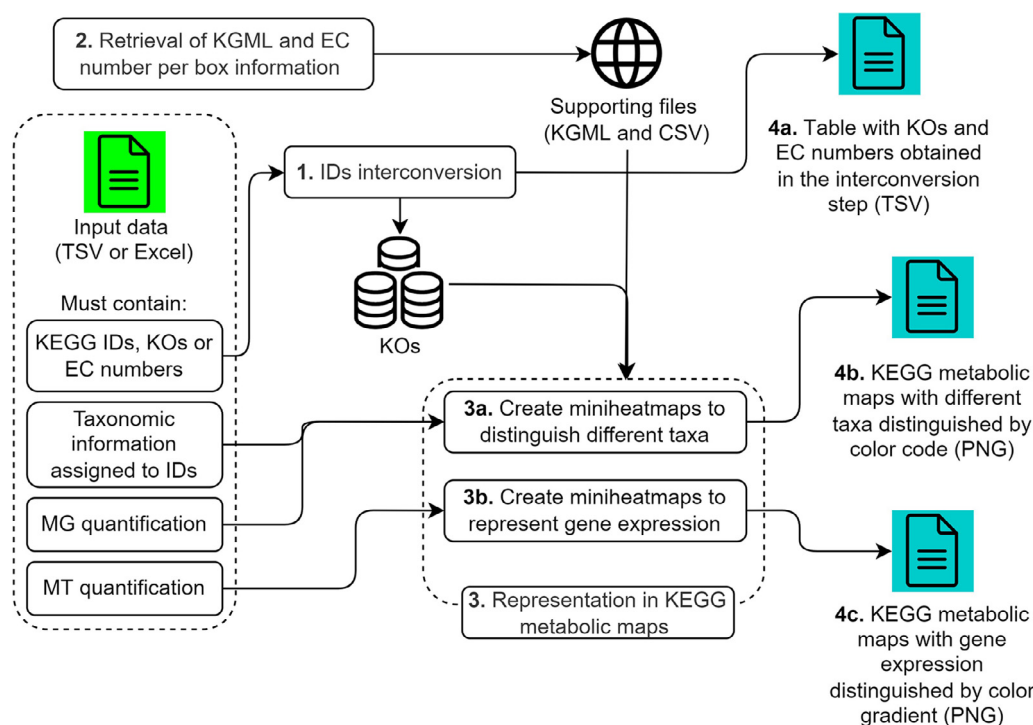 2. Retrieval of KGML and EC
number per box information
Supporting files
(KGML and CSV)
4a. Table with KOs and
EC numbers obtained
in the interconversion
step (TSV)
1. IDs interconversion
Input data
(TSV or Excel)
Must contain:
KEGG IDs, KOs or
EC numbers
Taxonomic
information
assigned to IDs
MG quantification
MT quantification
KOs
3a. Create miniheatmaps to
distinguish different taxa
3b. Create miniheatmaps to
represent gene expression
3. Representation in KEGG
metabolic maps
4b. KEGG metabolic
maps with different
taxa distinguished by
color code (PNG)
4c. KEGG metabolic
maps with gene
expression
distinguished by color
gradient (PNG)